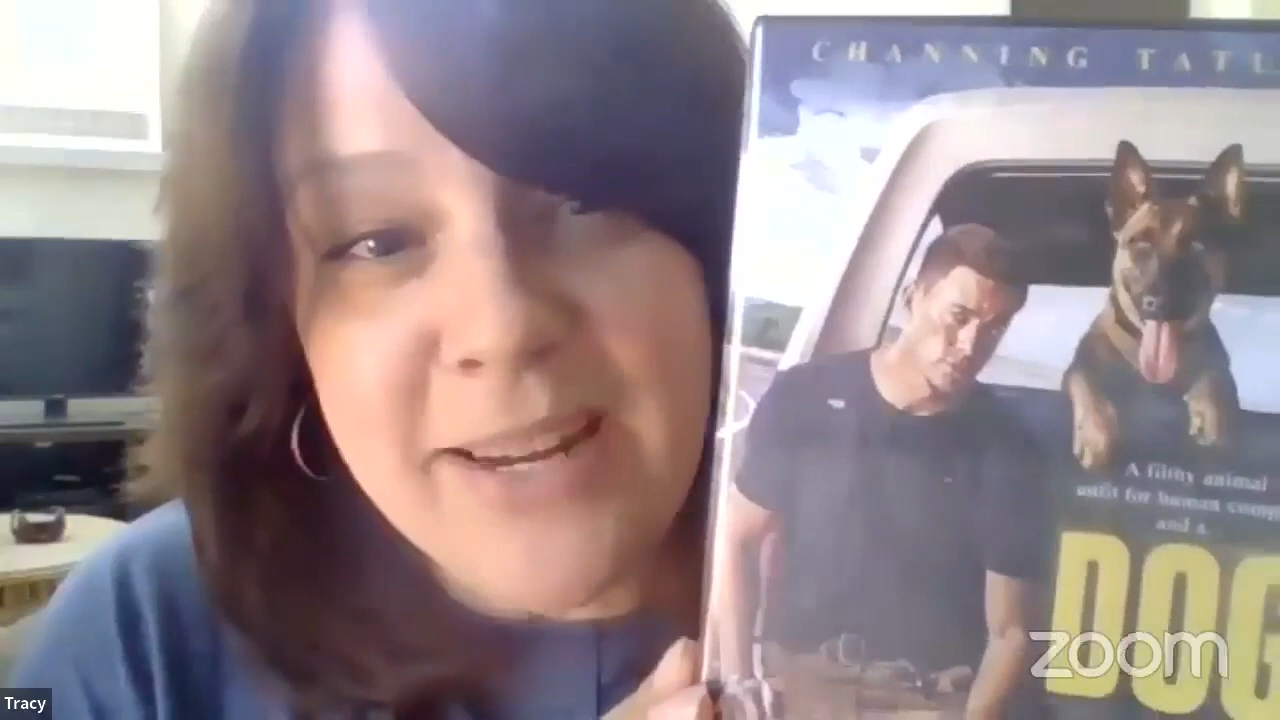 CHANNING TATU
A filthy animal
unfit for human comp
and a
DOG
zoom
Tracy